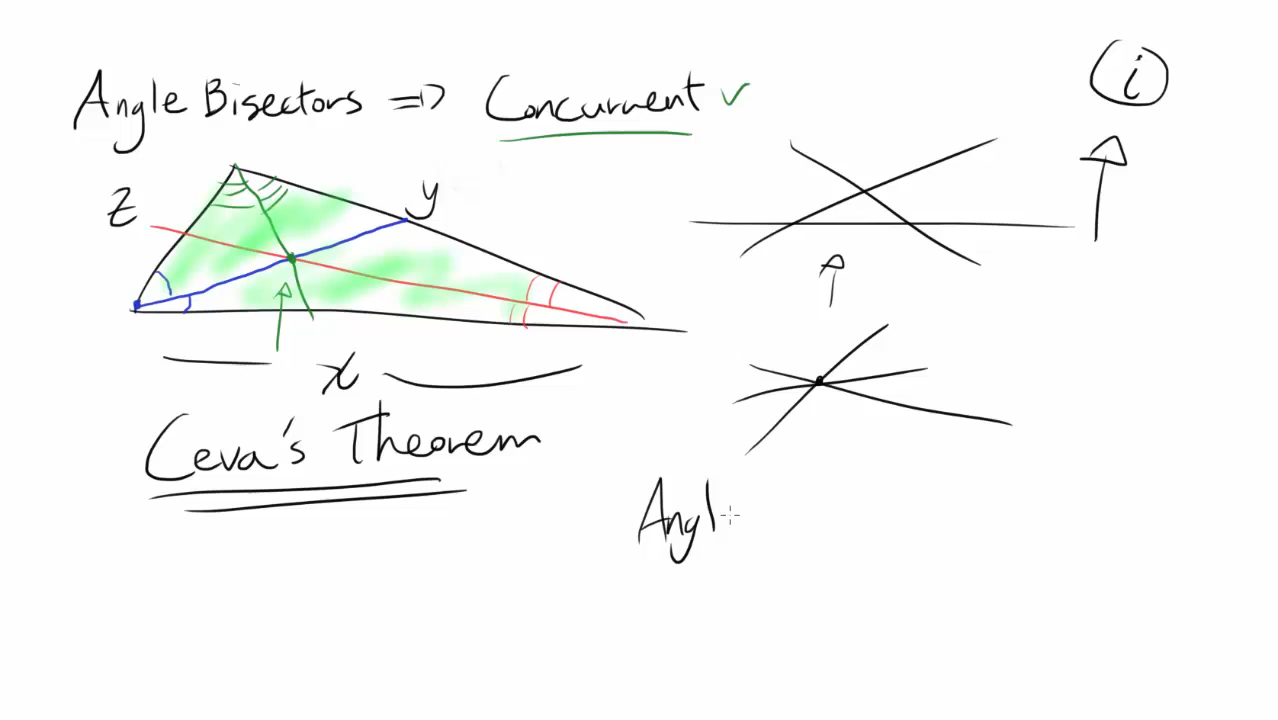 Angle Bisectors => Concurrent ✓
i
z
y
x
Ceva's Theorem
Angl